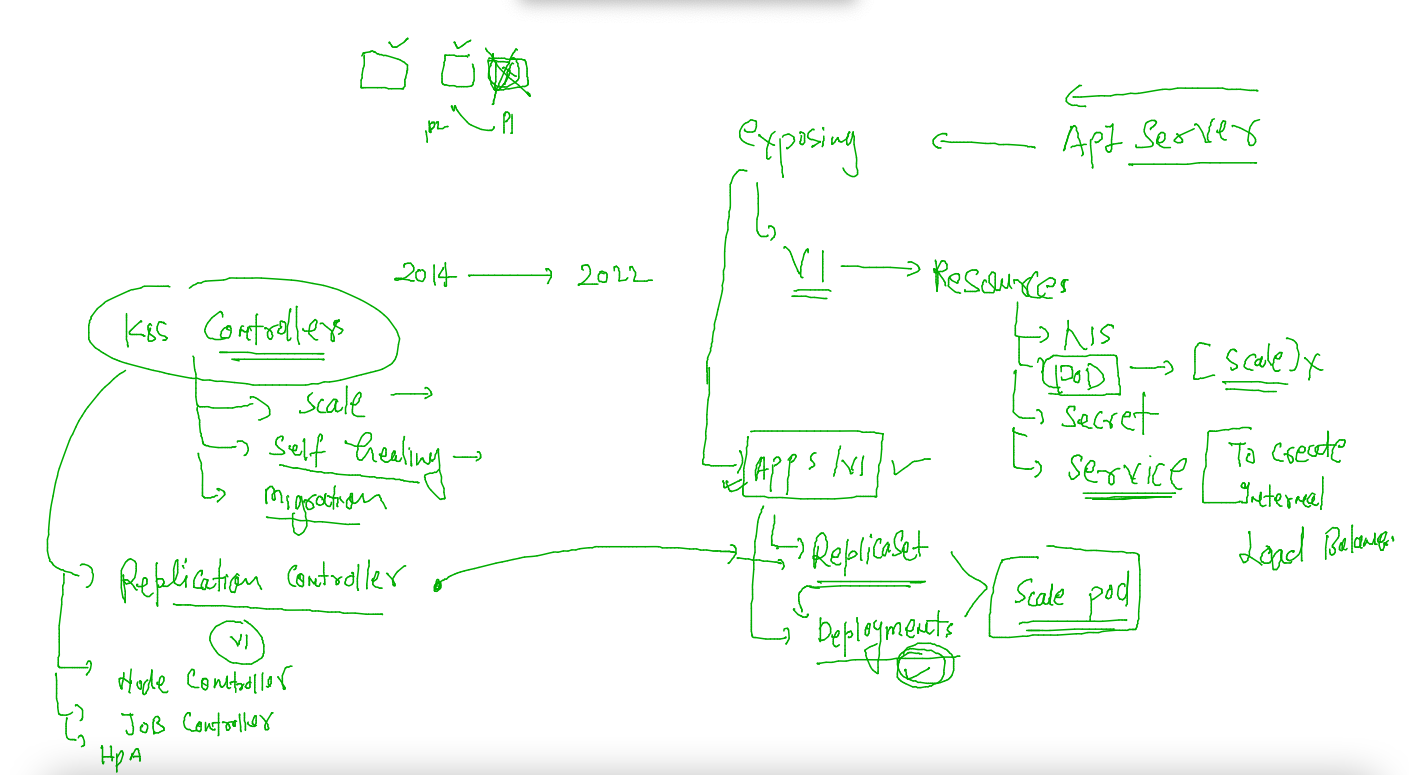 P2
P1
exposing
API Server
2014
2022
V1
Resources
K8S Controllers
NS
POD
[Scale] x
Scale
Secret
Self healing
Service
To create
Internal
Load Balancer
migration
Apps/v1
ReplicaSet
Replication Controller
Scale pod
V1
Deployments
Node Controller
JOB Controller
HpA